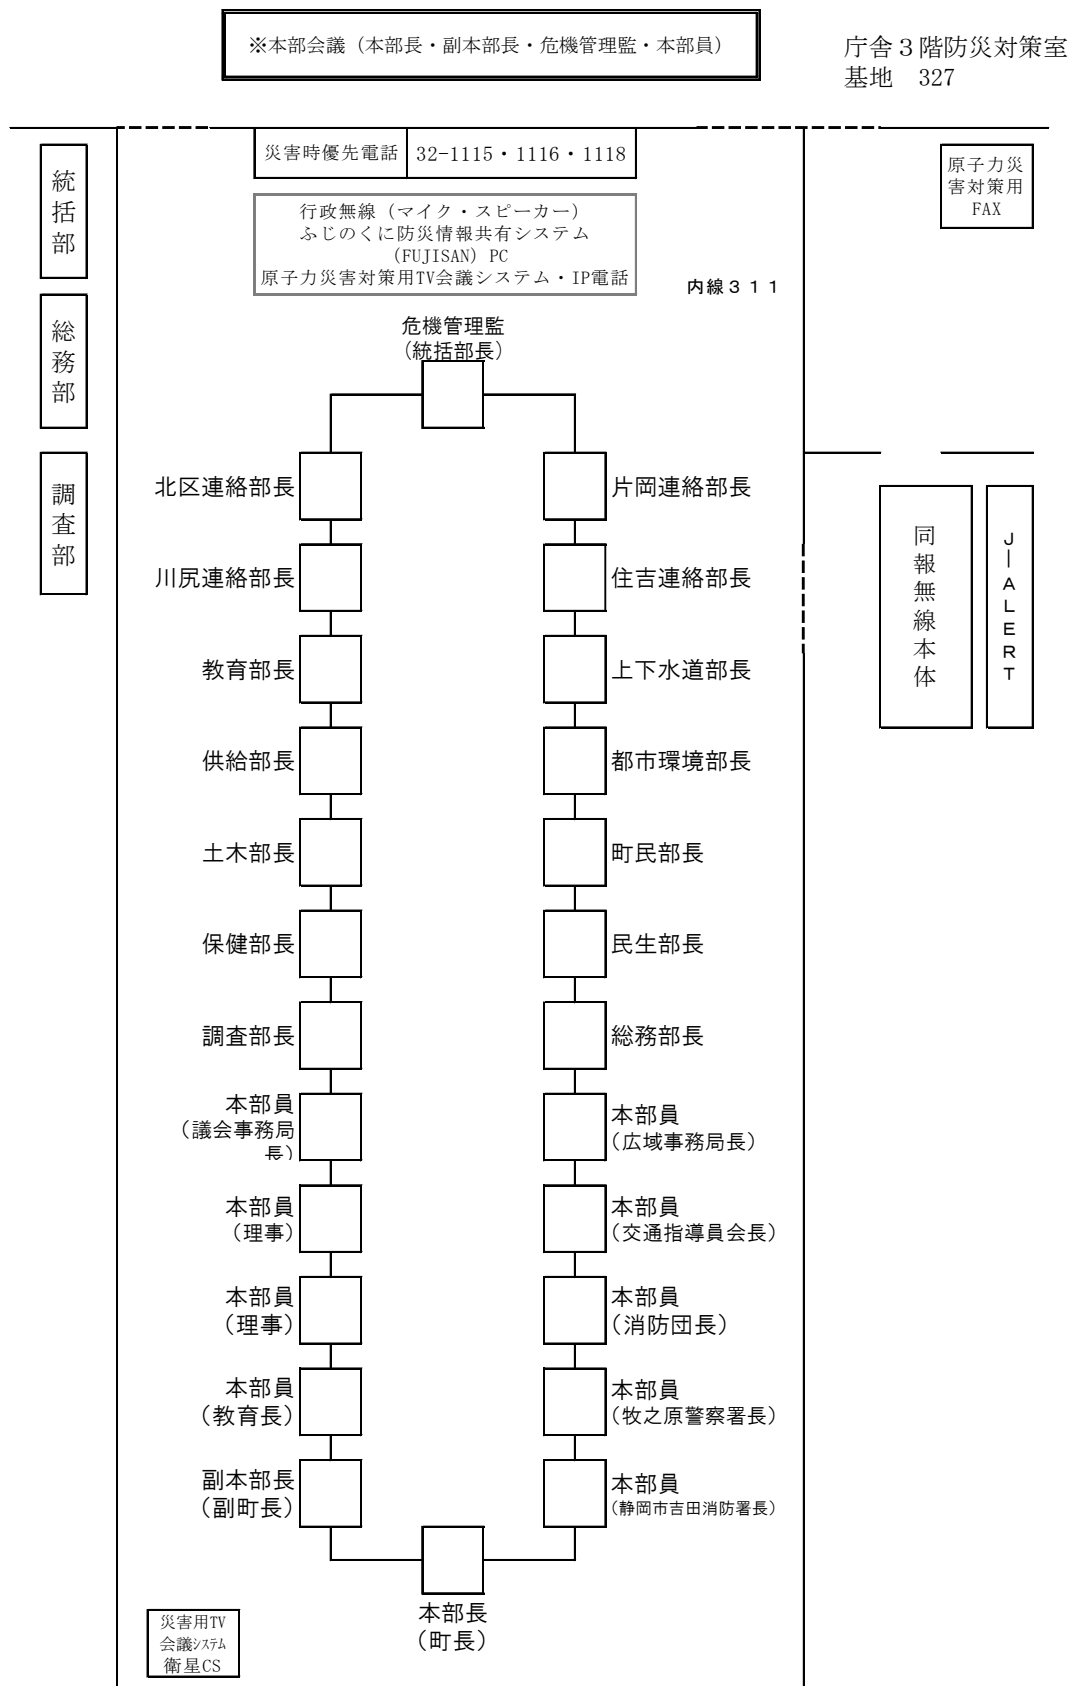 ※本部会議（本部長・副本部長・危機管理監・本部員）
庁舎３階防災対策室
基地　327
統括部
総務部
調査部
災害時優先電話
32-1115・1116・1118
行政無線（マイク・スピーカー）
ふじのくに防災情報共有システム
（FUJISAN）PC
原子力災害対策用TV会議システム・IP電話
内線３１１
原子力災
害対策用
FAX
危機管理監
（統括部長）
北区連絡部長
片岡連絡部長
川尻連絡部長
住吉連絡部長
教育部長
上下水道部長
供給部長
都市環境部長
土木部長
町民部長
保健部長
民生部長
調査部長
総務部長
本部員
（議会事務局
長）
本部員
（広域事務局長）
本部員
（理事）
本部員
（交通指導員会長）
本部員
（理事）
本部員
（消防団長）
本部員
（教育長）
本部員
（牧之原警察署長）
副本部長
（副町長）
本部員
（静岡市吉田消防署長）
本部長
（町長）
同報無線本体
J－ALERT
災害用TV
会議ｼｽﾃﾑ
衛星CS